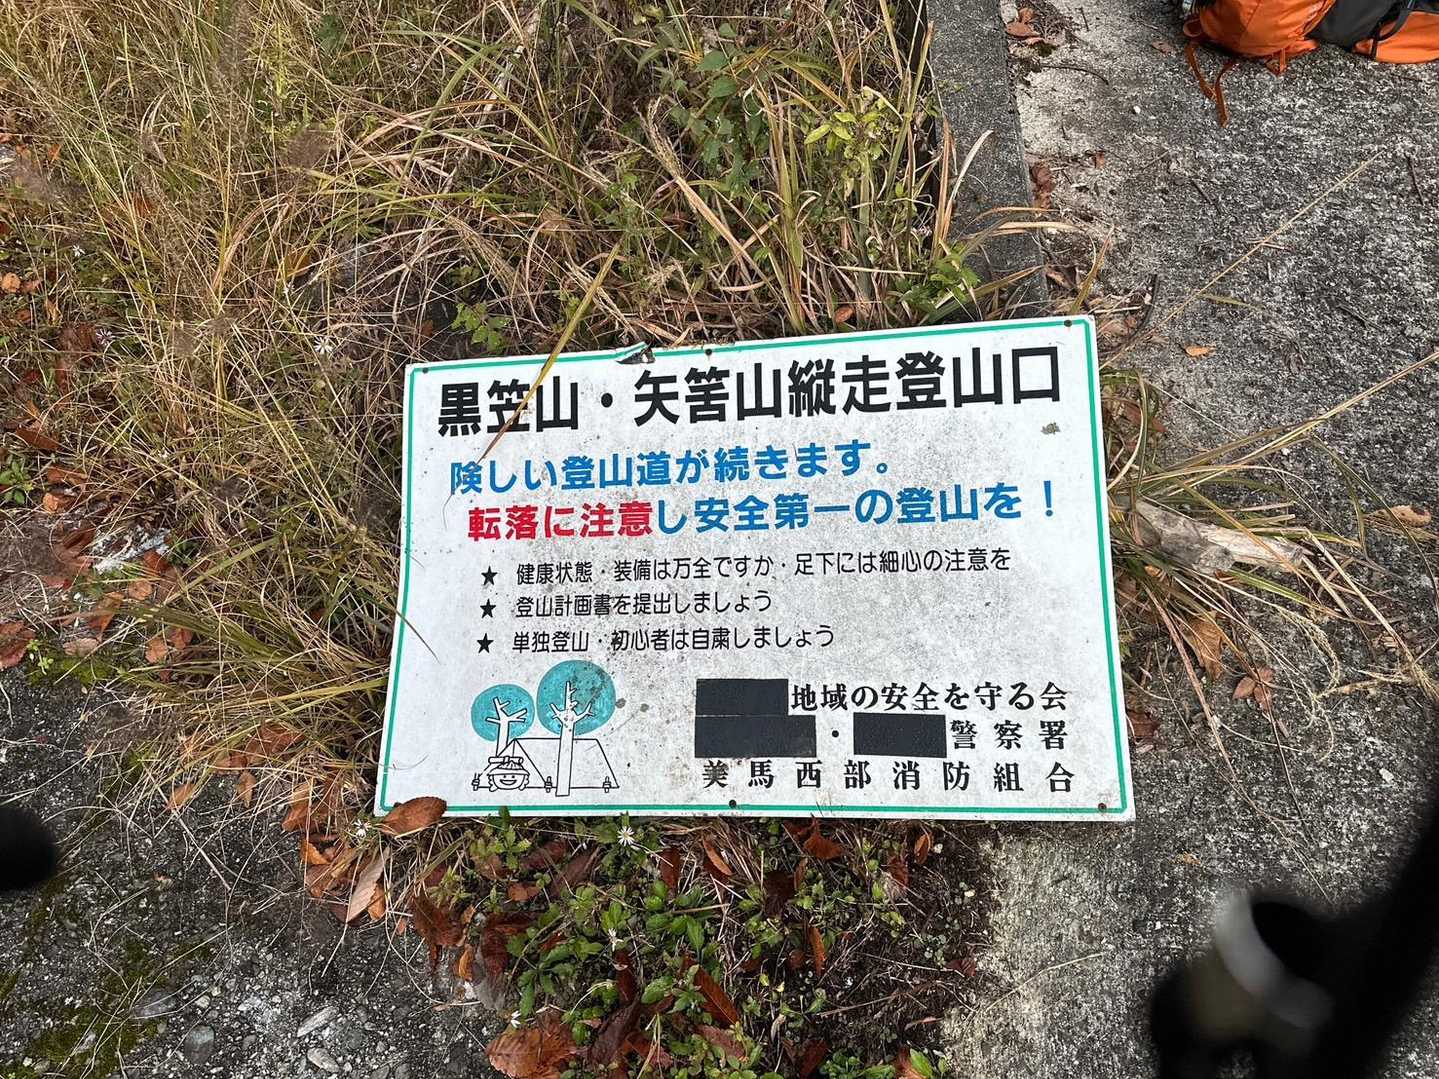 黒笠山・矢筈山縦走登山口
険しい登山道が続きます。
転落に注意し安全第一の登山を！
★ 健康状態・装備は万全ですか・足下には細心の注意を
★ 登山計画書を提出しましょう
★ 単独登山・初心者は自粛しましょう
地域の安全を守る会
・ 警察署
美馬西部消防組合